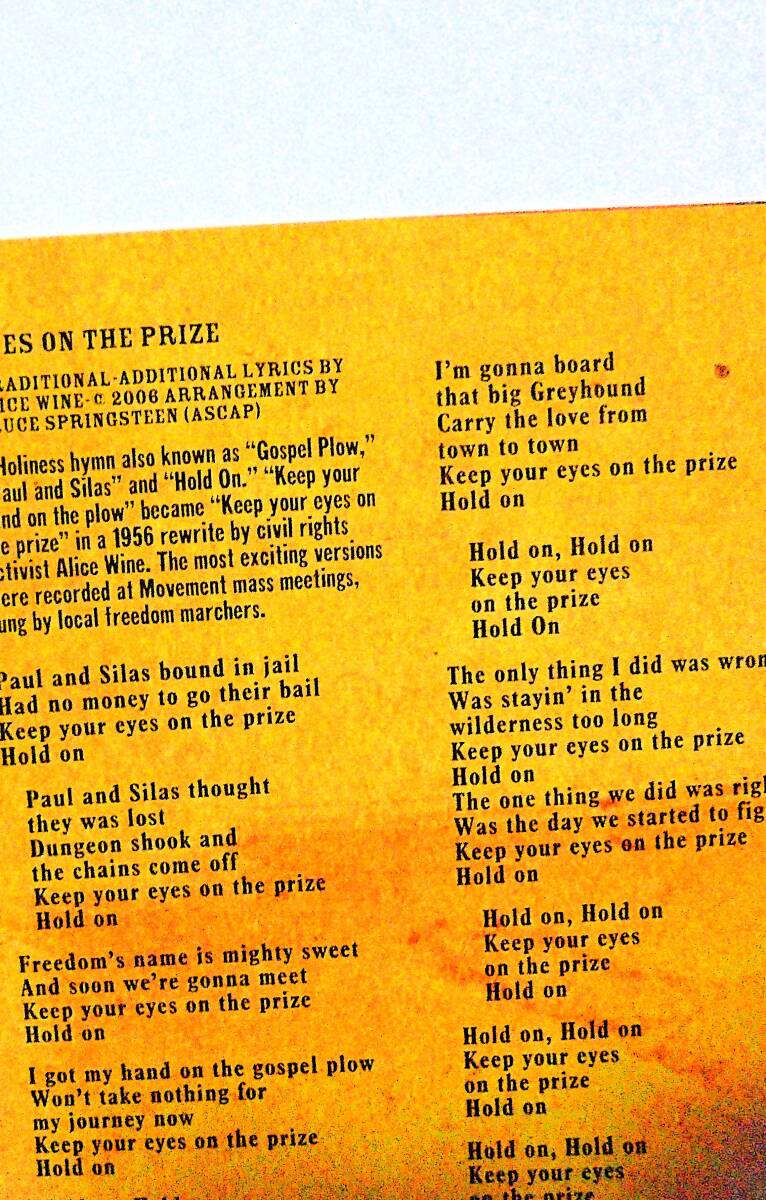 ES ON THE PRIZE
RADITIONAL-ADDITIONAL LYRICS BY
ICE WINE-© 2006 ARRANGEMENT BY
UCE SPRINGSTEEN (ASCAP)
Holiness hymn also known as “Gospel Plow,”
aul and Silas” and “Hold On.” “Keep your
nd on the plow” became “Keep your eyes on
e prize” in a 1956 rewrite by civil rights
ctivist Alice Wine. The most exciting versions
ere recorded at Movement mass meetings,
ung by local freedom marchers.
Paul and Silas bound in jail
Had no money to go their bail
Keep your eyes on the prize
Hold on
Paul and Silas thought
they was lost
Dungeon shook and
the chains come off
Keep your eyes on the prize
Hold on
Freedom's name is mighty sweet
And soon we're gonna meet
Keep your eyes on the prize
Hold on
I got my hand on the gospel plow
Won't take nothing for
my journey now
Keep your eyes on the prize
Hold on
I'm gonna board
that big Greyhound
Carry the love from
town to town
Keep your eyes on the prize
Hold on
Hold on, Hold on
Keep your eyes
on the prize
Hold On
The only thing I did was wron
Was stayin' in the
wilderness too long
Keep your eyes on the prize
Hold on
The one thing we did was righ
Was the day we started to fig
Keep your eyes on the prize
Hold on
Hold on, Hold on
Keep your eyes
on the prize
Hold on
Hold on, Hold on
Keep your eyes
on the prize
Hold on
Hold on, Hold on
Keep your eyes
on the prize